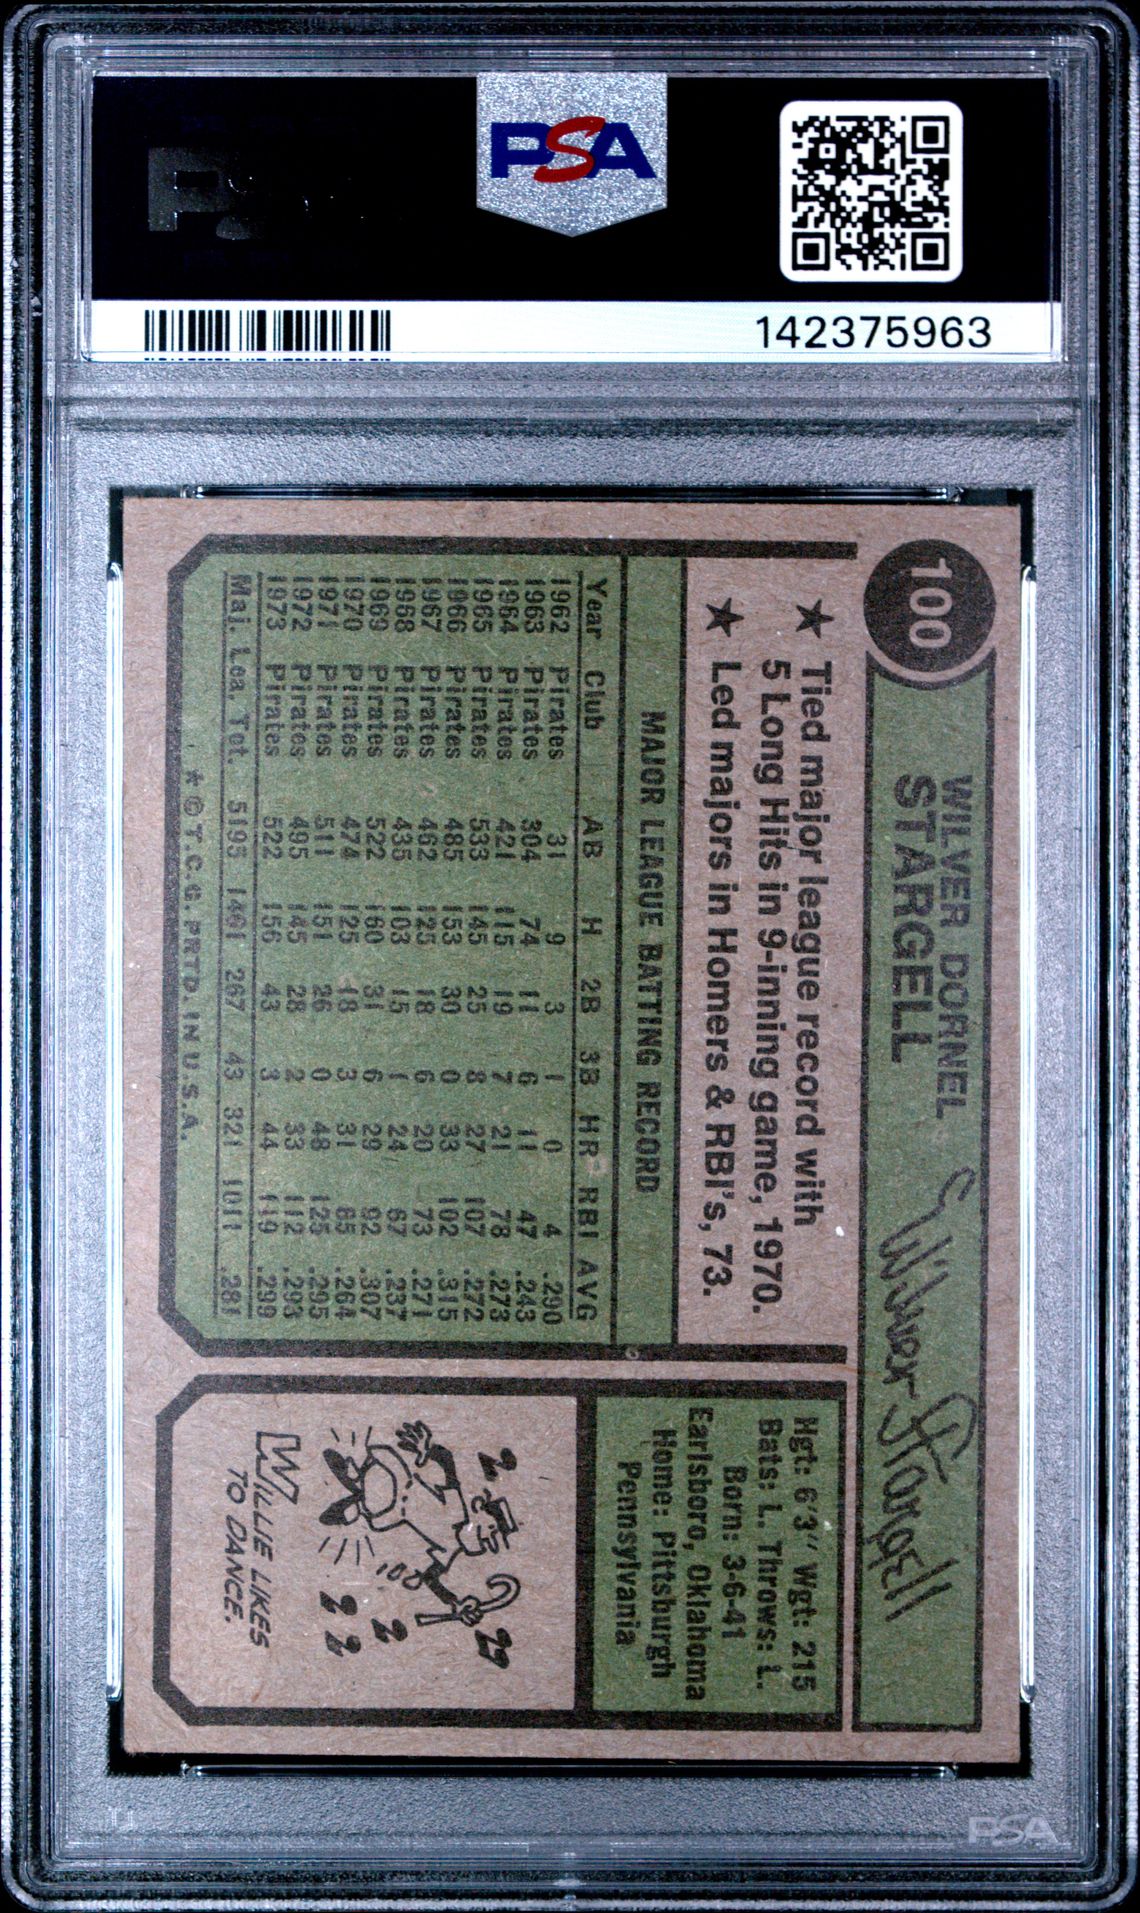 PSA
142375963
100
WILVER DORNEL
STARGELL
Wilver Stargell
★ Tied major league record with
5 Long Hits in 9-inning game, 1970.
★ Led majors in Homers & RBI's, 73.
MAJOR LEAGUE BATTING RECORD
Year Club AB H 2B 3B HR RBI AVG
1962 Pirates 31 9 3 1 0 4 .290
1963 Pirates 304 74 11 6 11 47 .243
1964 Pirates 421 115 19 7 21 78 .273
1965 Pirates 533 145 25 8 27 107 .272
1966 Pirates 485 153 30 0 33 102 .315
1967 Pirates 462 125 18 6 20 73 .271
1968 Pirates 435 103 15 1 24 67 .237
1969 Pirates 522 160 31 6 29 92 .307
1970 Pirates 474 125 18 3 31 85 .264
1971 Pirates 511 151 26 0 48 125 .295
1972 Pirates 495 145 28 2 33 112 .293
1973 Pirates 522 156 43 3 44 119 .299
Maj. Lea. Tot. 5195 1461 267 43 321 1011 .281
★ © T.C.G. PRTD. IN U.S.A.
Hgt: 6'3" Wgt: 215
Bats: L. Throws: L.
Born: 3-6-41
Earlsboro, Oklahoma
Home: Pittsburgh
Pennsylvania
WILLIE LIKES
TO DANCE.
PSA